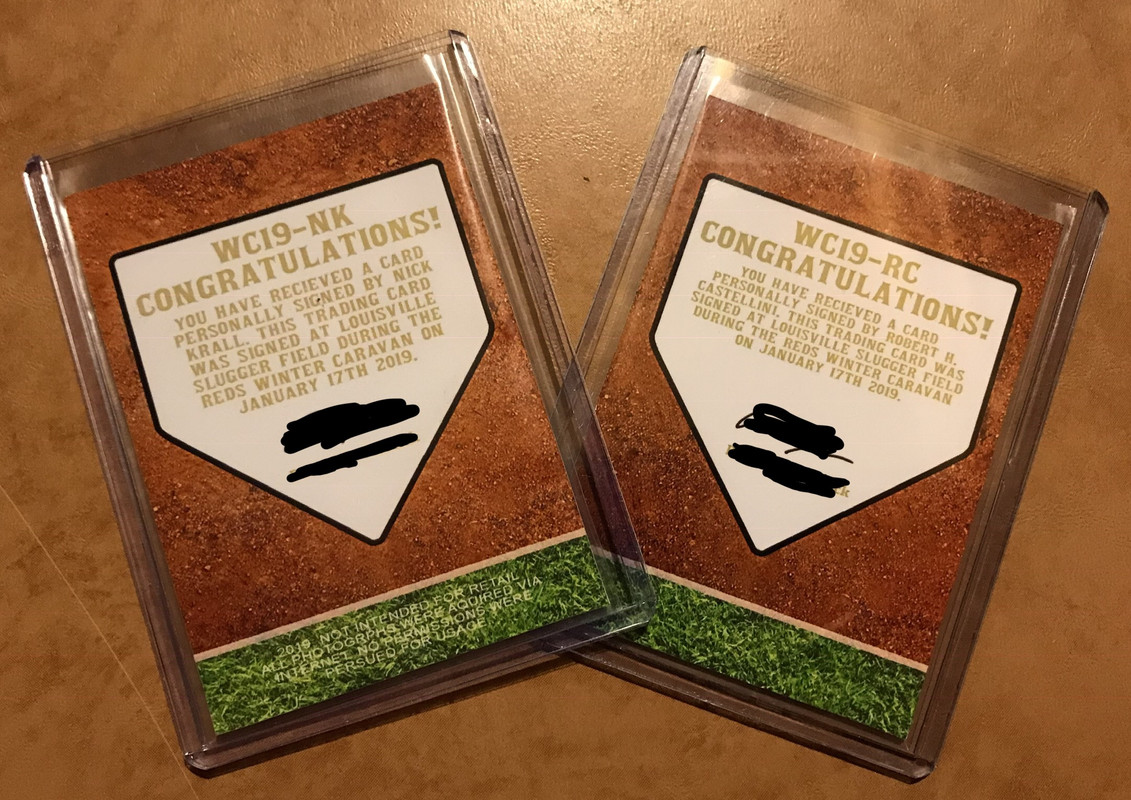 WC19-NK
CONGRATULATIONS!
YOU HAVE RECIEVED A CARD
PERSONALLY SIGNED BY NICK
KRALL. THIS TRADING CARD
WAS SIGNED AT LOUISVILLE
SLUGGER FIELD DURING THE
REDS WINTER CARAVAN ON
JANUARY 17TH 2019.
2019. NOT INTENDED FOR RETAIL.
ALL PHOTOGRPHS WERE AQUIRED VIA
INTERNET. NO PERMISSIONS WERE
PERSUED FOR USAGE
WC19-RC
CONGRATULATIONS!
YOU HAVE RECIEVED A CARD
PERSONALLY SIGNED BY ROBERT H.
CASTELLINI. THIS TRADING CARD WAS
SIGNED AT LOUISVILLE SLUGGER FIELD
DURING THE REDS WINTER CARAVAN
ON JANUARY 17TH 2019.